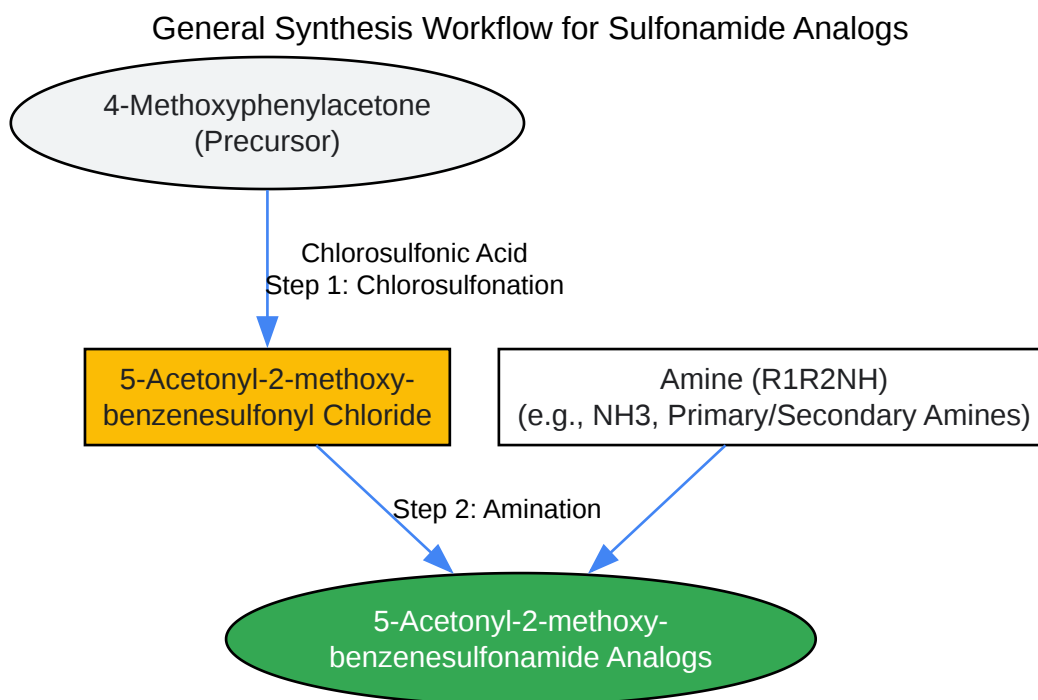 General Synthesis Workflow for Sulfonamide Analogs
4-Methoxyphenylacetone
(Precursor)
Chlorosulfonic Acid
Step 1: Chlorosulfonation
5-Acetonyl-2-methoxy-
benzenesulfonyl Chloride
Amine (R1R2NH)
(e.g., NH3, Primary/Secondary Amines)
Step 2: Amination
5-Acetonyl-2-methoxy-
benzenesulfonamide Analogs